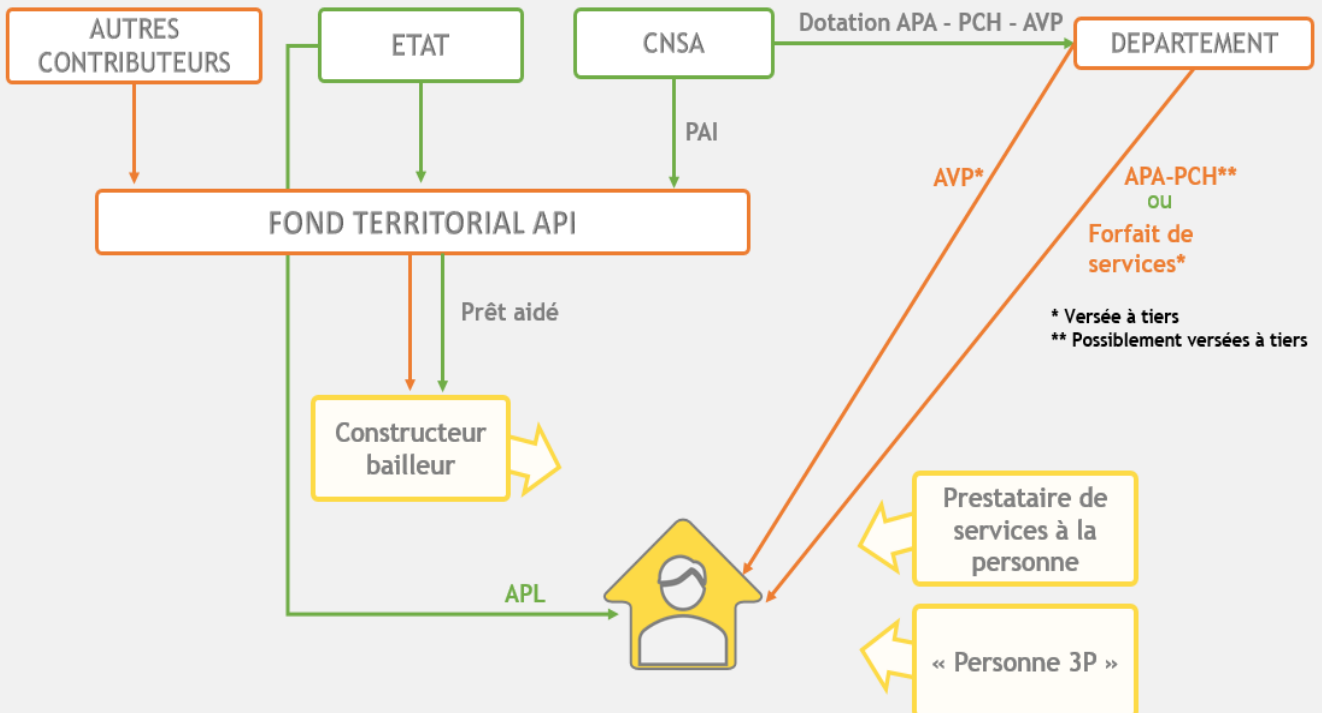 AUTRES
CONTRIBUTEURS
ETAT
CNSA
Dotation APA - PCH - AVP
DEPARTEMENT
PAI
AVP*
APA-PCH**
ou
Forfait de
services*
FOND TERRITORIAL API
Prêt aidé
* Versée à tiers
** Possiblement versées à tiers
Constructeur
bailleur
Prestataire de
services à la
personne
APL
« Personne 3P »